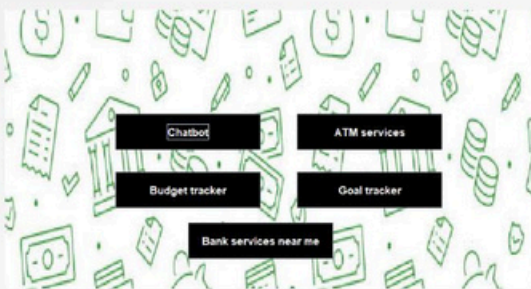 Chatbot
ATM services
Budget tracker
Goal tracker
Bank services near me